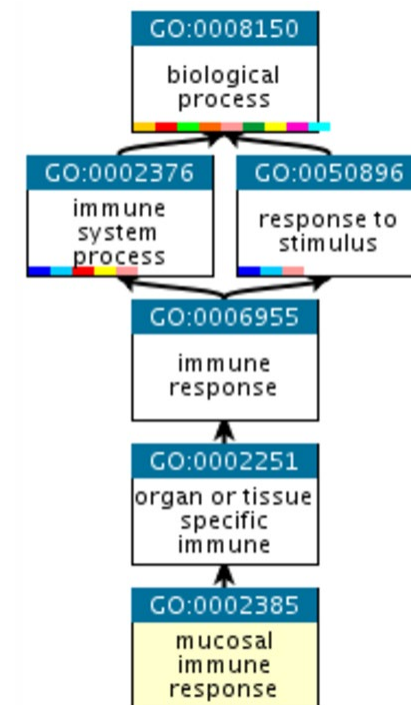 GO:0008150
biological
process
GO:0002376
immune
system
process
GO:0050896
response to
stimulus
GO:0006955
immune
response
GO:0002251
organ or tissue
specific
immune
GO:0002385
mucosal
immune
response